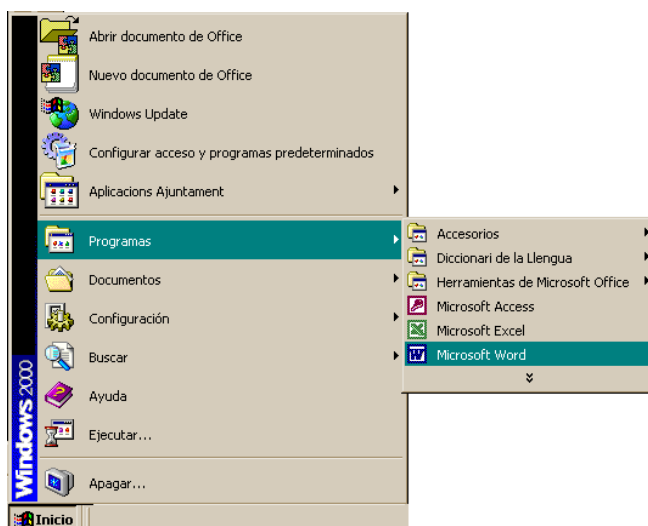 Abrir documento de Office
Nuevo documento de Office
Windows Update
Configurar acceso y programas predeterminados
Aplicacions Ajuntament
Programas
Documentos
Configuración
Buscar
Ayuda
Ejecutar...
Apagar...
Windows 2000
Inicio
Accesorios
Diccionari de la Llengua
Herramientas de Microsoft Office
Microsoft Access
Microsoft Excel
Microsoft Word